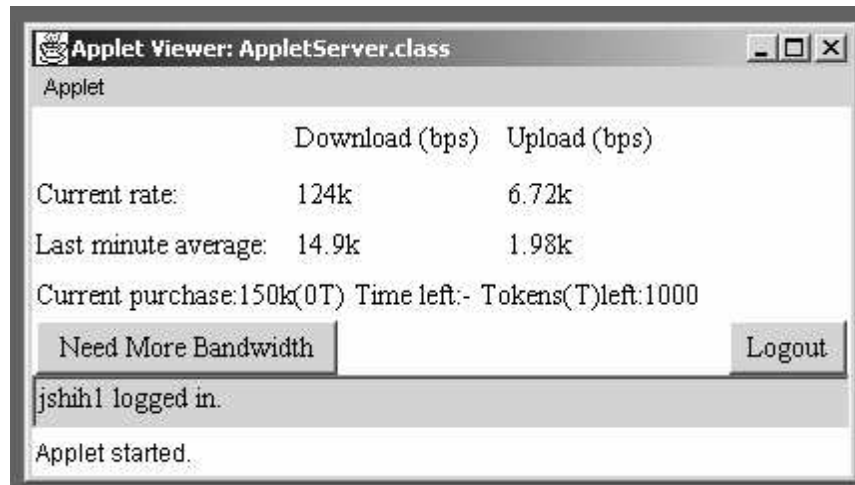 Applet Viewer: AppletServer.class
Applet
Download (bps) Upload (bps)
Current rate: 124k 6.72k
Last minute average: 14.9k 1.98k
Current purchase:150k(0T) Time left:- Tokens(T)left:1000
Need More Bandwidth Logout
jshih1 logged in.
Applet started.